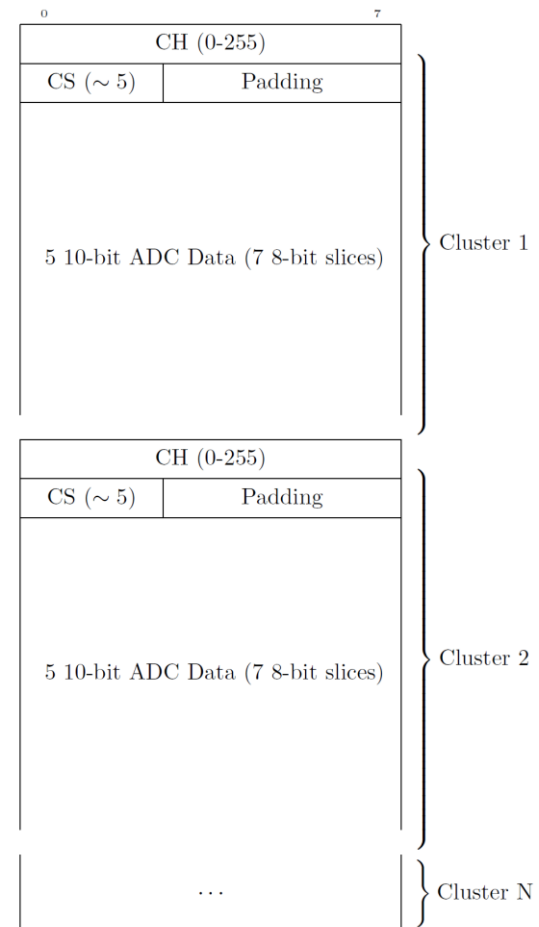 0 7
CH (0-255)
CS (∼ 5) Padding
5 10-bit ADC Data (7 8-bit slices)
Cluster 1
CH (0-255)
CS (∼ 5) Padding
5 10-bit ADC Data (7 8-bit slices)
Cluster 2
... Cluster N